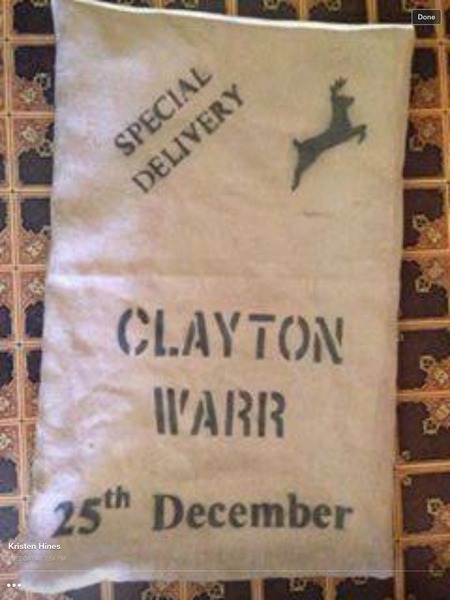 Done
SPECIAL
DELIVERY
CLAYTON
WARR
25th December
Kristen Hines